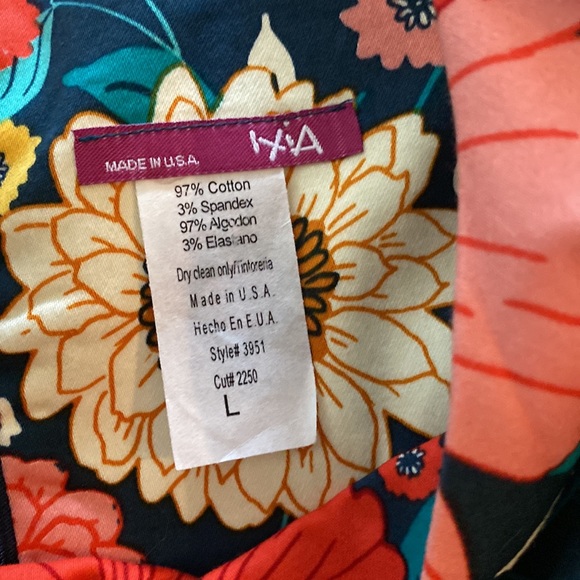 MADE IN U.S.A. IXiA
97% Cotton
3% Spandex
97% Algodon
3% Elastano
Dry clean only/Tintoreria
Made in U.S.A.
Hecho En E.U.A.
Style# 3951
Cut# 2250
L